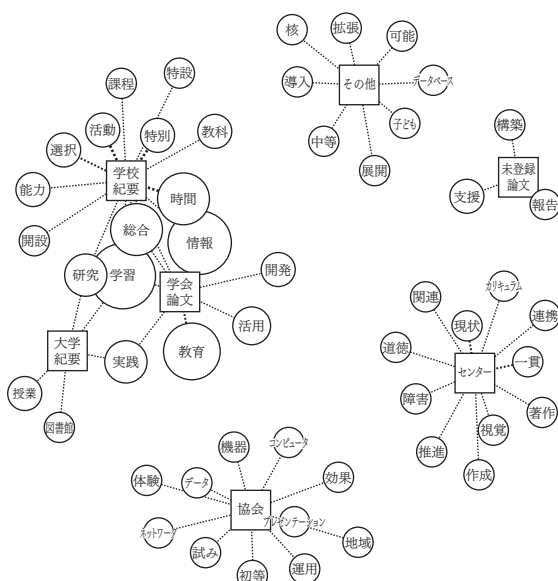 核
拡張
可能
導入
その他
データベース
中等
子ども
展開
課程
特設
活動
特別
教科
選択
学校
紀要
能力
時間
総合
情報
開設
研究
学習
学会
論文
開発
活用
大学
紀要
実践
教育
授業
図書館
構築
未登録
論文
支援
報告
カリキュラム
関連
現状
連携
道徳
センター
一貫
障害
著作
視覚
推進
作成
機器
コンピュータ
体験
データ
効果
協会
プレゼンテーション
ネットワーク
試み
地域
初等
運用